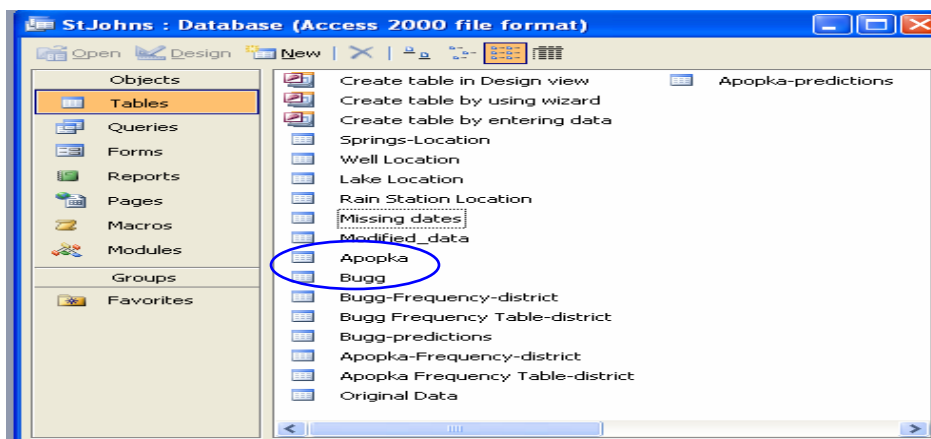 StJohns : Database (Access 2000 file format)
Open Design New
Objects
Tables
Queries
Forms
Reports
Pages
Macros
Modules
Groups
Favorites
Create table in Design view
Create table by using wizard
Create table by entering data
Springs-Location
Well Location
Lake Location
Rain Station Location
Missing dates
Modified_data
Apopka
Bugg
Bugg-Frequency-district
Bugg Frequency Table-district
Bugg-predictions
Apopka-Frequency-district
Apopka Frequency Table-district
Original Data
Apopka-predictions